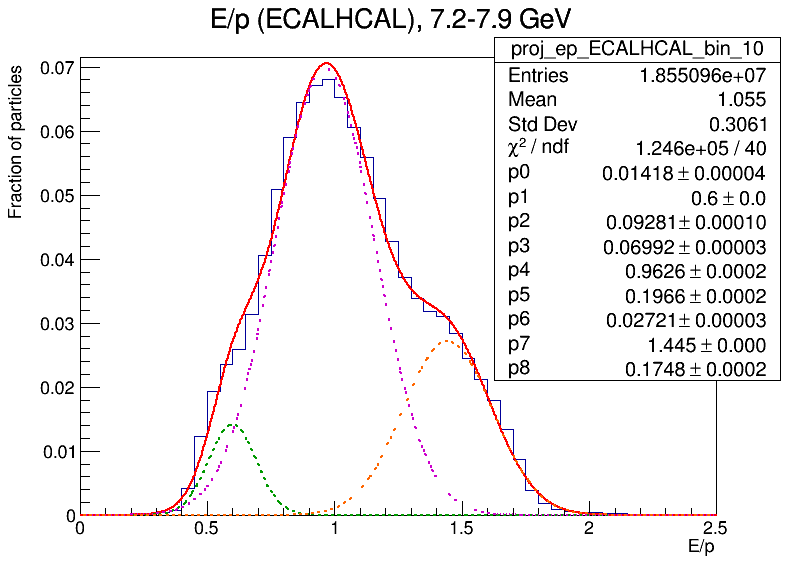 E/p (ECALHCAL), 7.2-7.9 GeV
proj_ep_ECALHCAL_bin_10
Entries 1.855096e+07
Mean 1.055
Std Dev 0.3061
χ² / ndf 1.246e+05 / 40
p0 0.01418 ± 0.00004
p1 0.6 ± 0.0
p2 0.09281 ± 0.00010
p3 0.06992 ± 0.00003
p4 0.9626 ± 0.0002
p5 0.1966 ± 0.0002
p6 0.02721 ± 0.00003
p7 1.445 ± 0.000
p8 0.1748 ± 0.0002
Fraction of particles
0.07
0.06
0.05
0.04
0.03
0.02
0.01
0
0 0.5 1 1.5 2 2.5
E/p